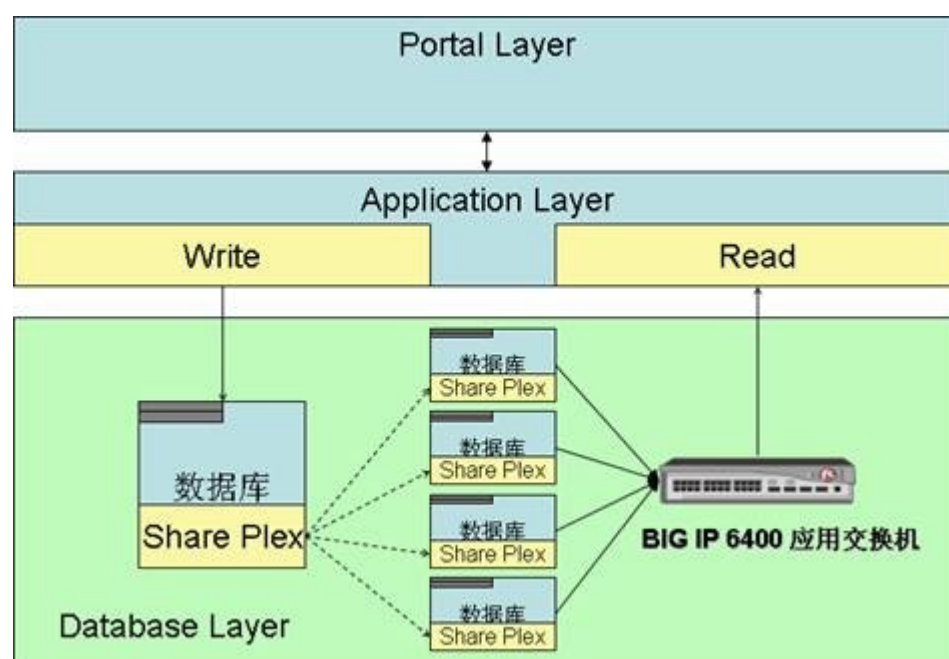 Portal Layer
Application Layer
Write
Read
数据库
Share Plex
数据库
Share Plex
数据库
Share Plex
数据库
Share Plex
数据库
Share Plex
BIG IP 6400 应用交换机
Database Layer